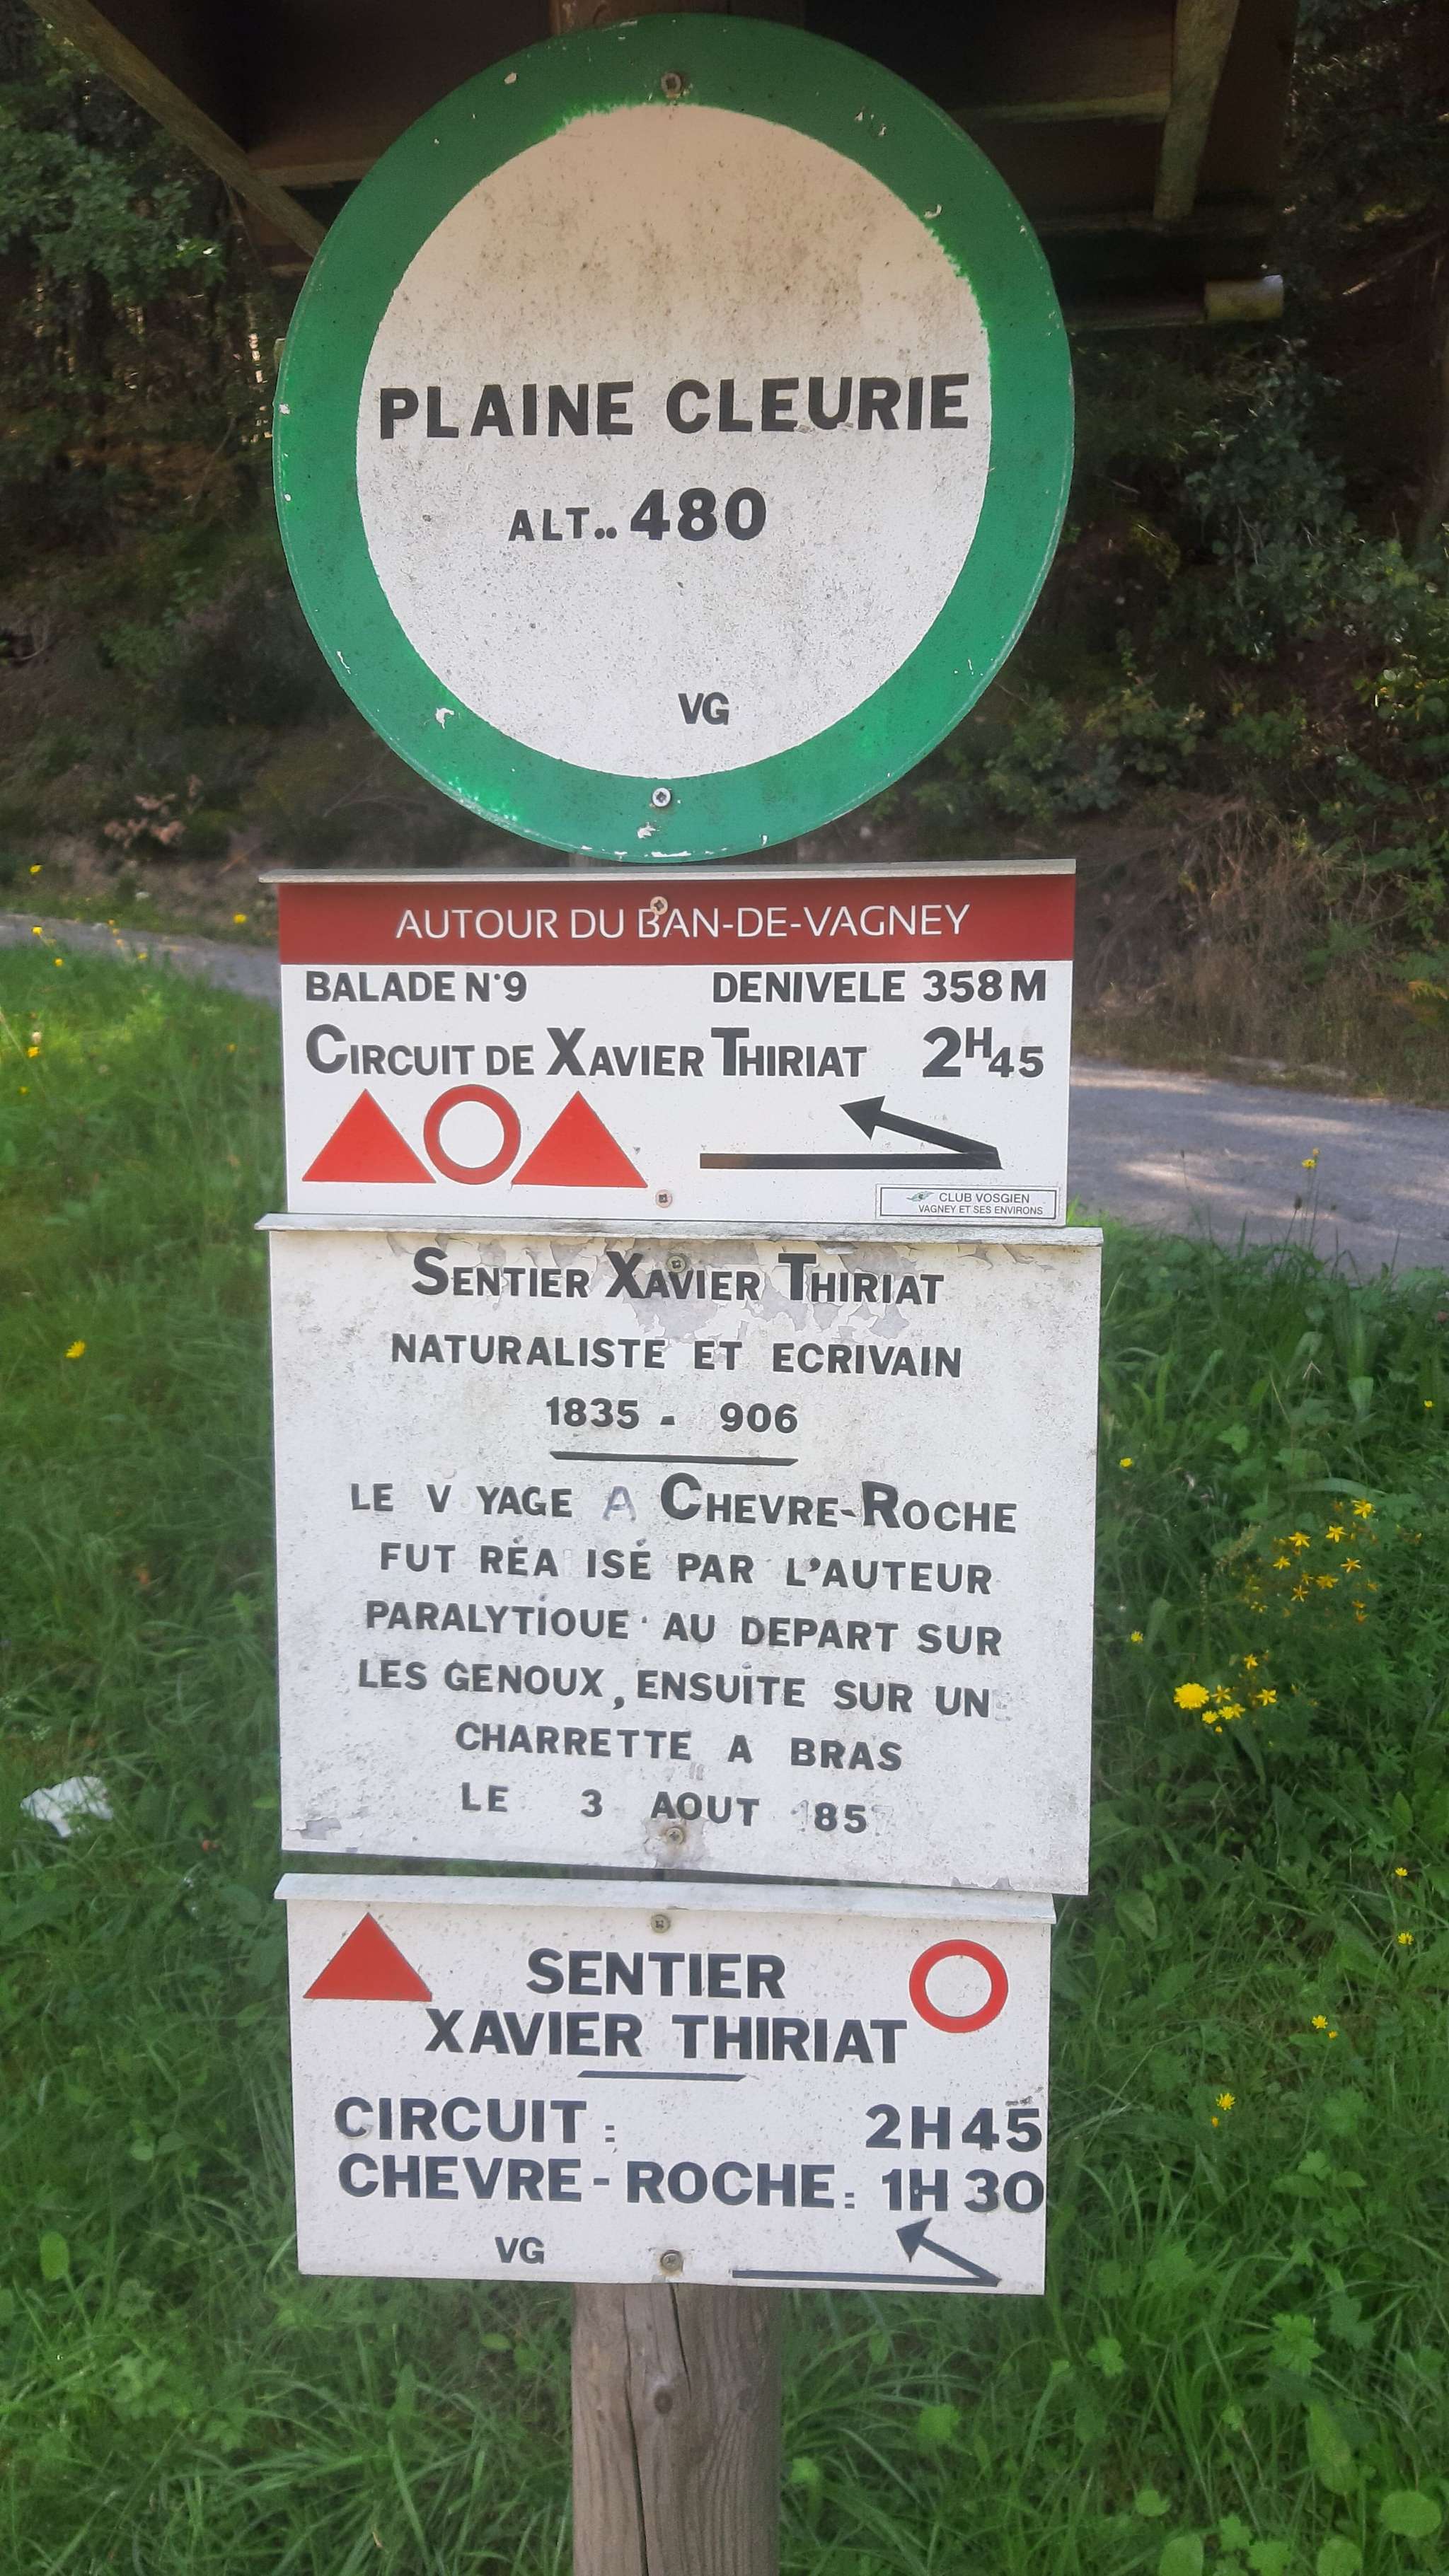 PLAINE CLEURIE
ALT.. 480
VG
AUTOUR DU BAN-DE-VAGNEY
BALADE N°9 DENIVELE 358 M
CIRCUIT DE XAVIER THIRIAT 2H45
CLUB VOSGIEN
VAGNEY ET SES ENVIRONS
SENTIER XAVIER THIRIAT
NATURALISTE ET ECRIVAIN
1835 - 906
LE V YAGE A CHEVRE-ROCHE
FUT RÉA ISÉ PAR L'AUTEUR
PARALYTIQUE AU DEPART SUR
LES GENOUX, ENSUITE SUR UN
CHARRETTE A BRAS
LE 3 AOUT 185
SENTIER
XAVIER THIRIAT
CIRCUIT : 2H45
CHEVRE-ROCHE : 1H30
VG